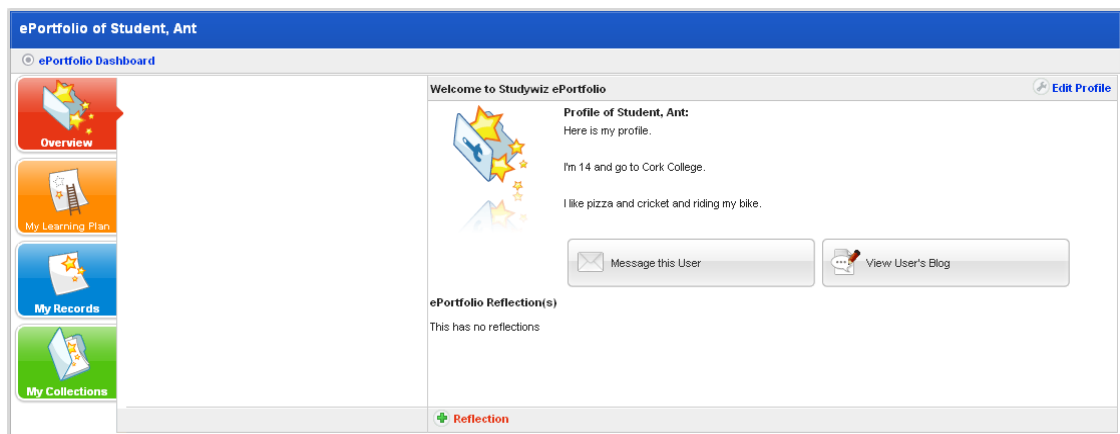 ePortfolio of Student, Ant
ePortfolio Dashboard
Overview
My Learning Plan
My Records
My Collections
Welcome to Studywiz ePortfolio
Edit Profile
Profile of Student, Ant:
Here is my profile.
I'm 14 and go to Cork College.
I like pizza and cricket and riding my bike.
Message this User
View User's Blog
ePortfolio Reflection(s)
This has no reflections
Reflection